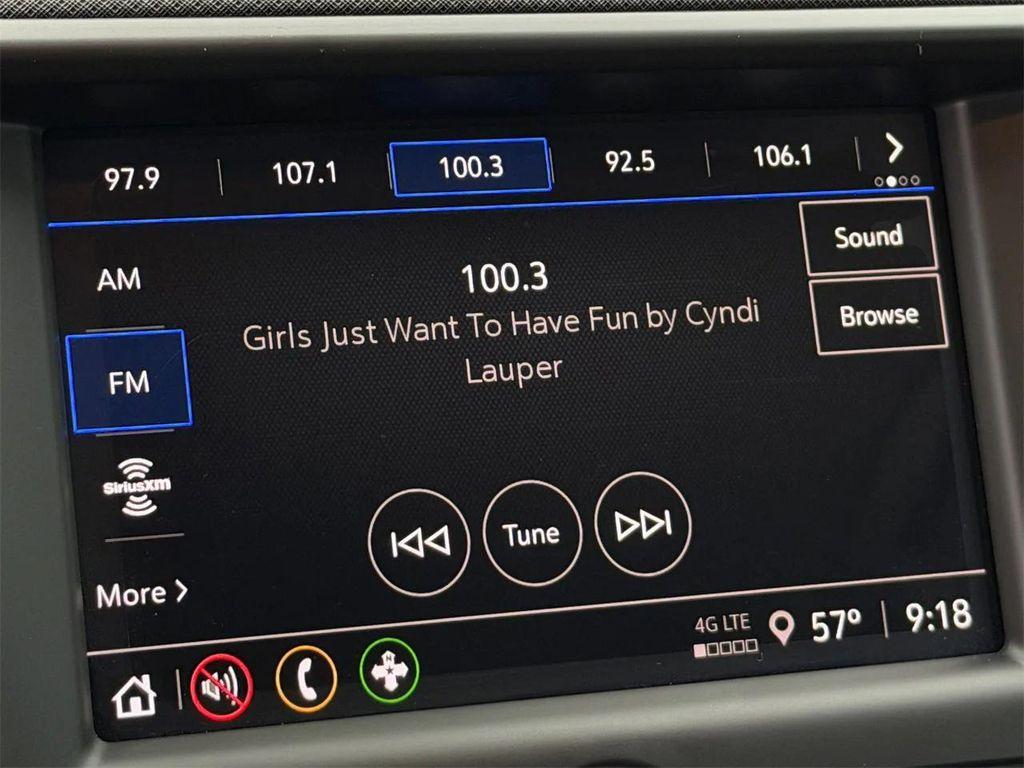 97.9 107.1 100.3 92.5 106.1
Sound
AM
100.3
Browse
Girls Just Want To Have Fun by Cyndi
Lauper
FM
SiriusXM
Tune
More
4G LTE 57° 9:18
N